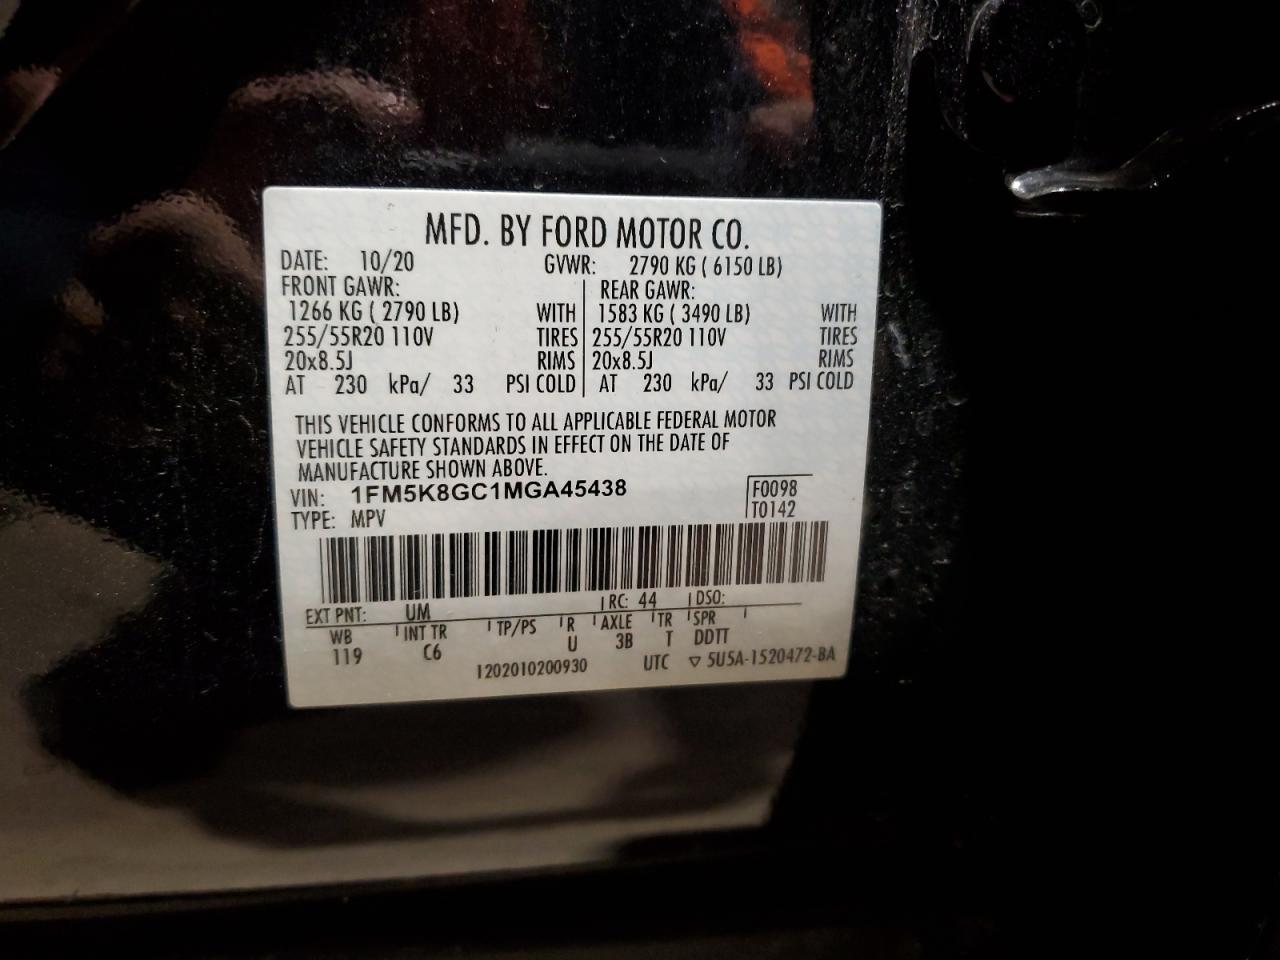 MFD. BY FORD MOTOR CO.
DATE: 10/20 GVWR: 2790 KG ( 6150 LB)
FRONT GAWR: REAR GAWR:
1266 KG ( 2790 LB) WITH 1583 KG ( 3490 LB) WITH
255/55R20 110V TIRES 255/55R20 110V TIRES
20x8.5J RIMS 20x8.5J RIMS
AT 230 kPa/ 33 PSI COLD AT 230 kPa/ 33 PSI COLD
THIS VEHICLE CONFORMS TO ALL APPLICABLE FEDERAL MOTOR
VEHICLE SAFETY STANDARDS IN EFFECT ON THE DATE OF
MANUFACTURE SHOWN ABOVE.
VIN: 1FM5K8GC1MGA45438 F0098
TYPE: MPV T0142
EXT PNT: UM RC: 44 DSO:
WB INT TR TP/PS R AXLE TR SPR
119 C6 U 3B T DDTT
1202010200930 UTC ▽ 5U5A-1520472-BA